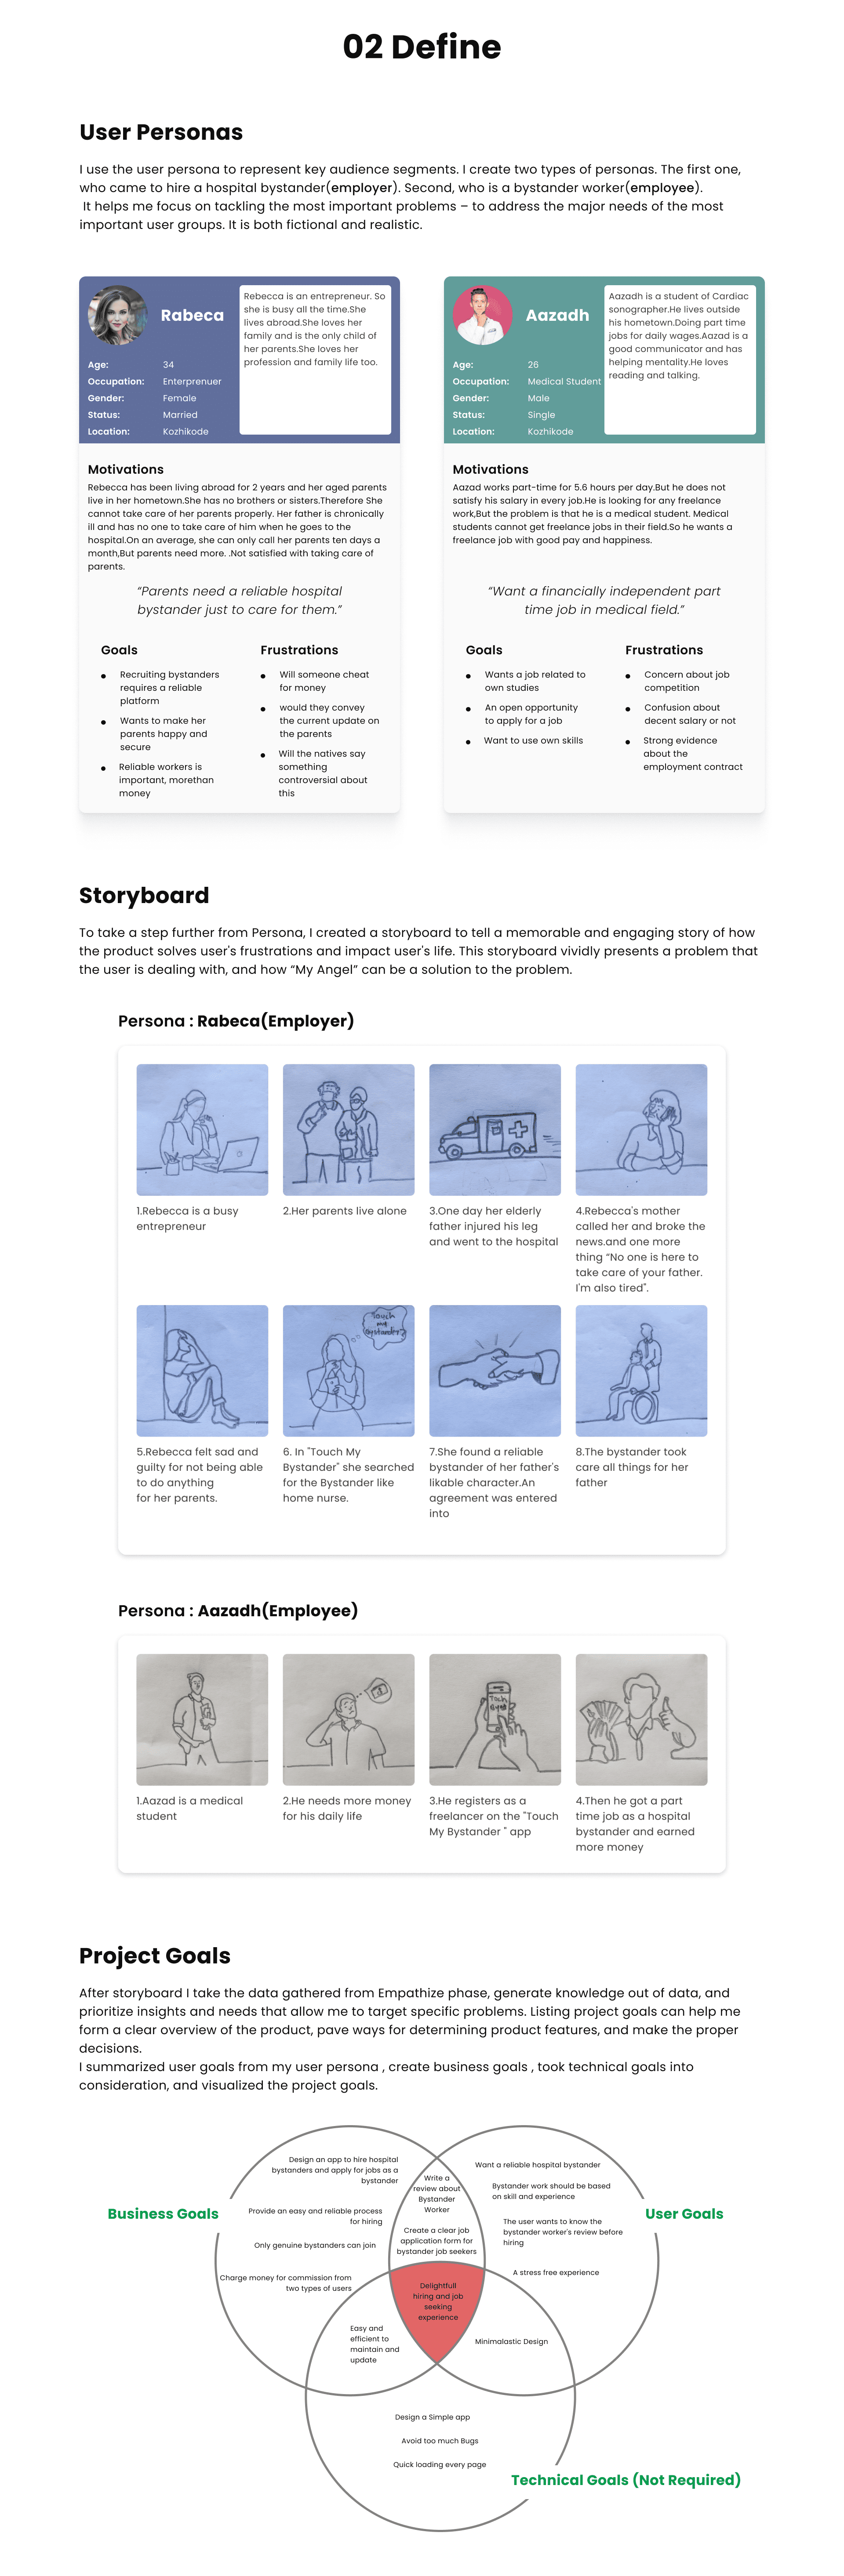 02 Define
User Personas
I use the user persona to represent key audience segments. I create two types of personas. The first one,
who came to hire a hospital bystander(employer). Second, who is a bystander worker(employee).
It helps me focus on tackling the most important problems – to address the major needs of the most
important user groups. It is both fictional and realistic.
Rabeca
Rebecca is an entrepreneur. So
she is busy all the time.She
lives abroad.She loves her
family and is the only child of
her parents.She loves her
profession and family life too.
Age: 34
Occupation: Enterprenuer
Gender: Female
Status: Married
Location: Kozhikode
Motivations
Rebecca has been living abroad for 2 years and her aged parents
live in her hometown.She has no brothers or sisters.Therefore She
cannot take care of her parents properly. Her father is chronically
ill and has no one to take care of him when he goes to the
hospital.On an average, she can only call her parents ten days a
month,But parents need more. .Not satisfied with taking care of
parents.
“Parents need a reliable hospital
bystander just to care for them.”
Goals
Recruiting bystanders
requires a reliable
platform
Wants to make her
parents happy and
secure
Reliable workers is
important, morethan
money
Frustrations
Will someone cheat
for money
would they convey
the current update on
the parents
Will the natives say
something
controversial about
this
Aazadh
Aazadh is a student of Cardiac
sonographer.He lives outside
his hometown.Doing part time
jobs for daily wages.Aazad is a
good communicator and has
helping mentality.He loves
reading and talking.
Age: 26
Occupation: Medical Student
Gender: Male
Status: Single
Location: Kozhikode
Motivations
Aazad works part-time for 5.6 hours per day.But he does not
satisfy his salary in every job.He is looking for any freelance
work,But the problem is that he is a medical student. Medical
students cannot get freelance jobs in their field.So he wants a
freelance job with good pay and happiness.
“Want a financially independent part
time job in medical field.”
Goals
Wants a job related to
own studies
An open opportunity
to apply for a job
Want to use own skills
Frustrations
Concern about job
competition
Confusion about
decent salary or not
Strong evidence
about the
employment contract
Storyboard
To take a step further from Persona, I created a storyboard to tell a memorable and engaging story of how
the product solves user's frustrations and impact user's life. This storyboard vividly presents a problem that
the user is dealing with, and how “My Angel” can be a solution to the problem.
Persona : Rabeca(Employer)
1.Rebecca is a busy
entrepreneur
2.Her parents live alone
3.One day her elderly
father injured his leg
and went to the hospital
4.Rebecca's mother
called her and broke the
news.and one more
thing “No one is here to
take care of your father.
I'm also tired”.
Touch
my
Bystander?
5.Rebecca felt sad and
guilty for not being able
to do anything
for her parents.
6. In "Touch My
Bystander" she searched
for the Bystander like
home nurse.
7.She found a reliable
bystander of her father's
likable character.An
agreement was entered
into
8.The bystander took
care all things for her
father
Persona : Aazadh(Employee)
1.Aazad is a medical
student
2.He needs more money
for his daily life
3.He registers as a
freelancer on the "Touch
My Bystander " app
4.Then he got a part
time job as a hospital
bystander and earned
more money
Project Goals
After storyboard I take the data gathered from Empathize phase, generate knowledge out of data, and
prioritize insights and needs that allow me to target specific problems. Listing project goals can help me
form a clear overview of the product, pave ways for determining product features, and make the proper
decisions.
I summarized user goals from my user persona , create business goals , took technical goals into
consideration, and visualized the project goals.
Business Goals
Design an app to hire hospital
bystanders and apply for jobs as a
bystander
Provide an easy and reliable process
for hiring
Only genuine bystanders can join
Charge money for commission from
two types of users
Write a
review about
Bystander
Worker
Create a clear job
application form for
bystander job seekers
User Goals
Want a reliable hospital bystander
Bystander work should be based
on skill and experience
The user wants to know the
bystander worker's review before
hiring
A stress free experience
Delightfull
hiring and job
seeking
experience
Easy and
efficient to
maintain and
update
Minimalastic Design
Design a Simple app
Avoid too much Bugs
Quick loading every page
Technical Goals (Not Required)